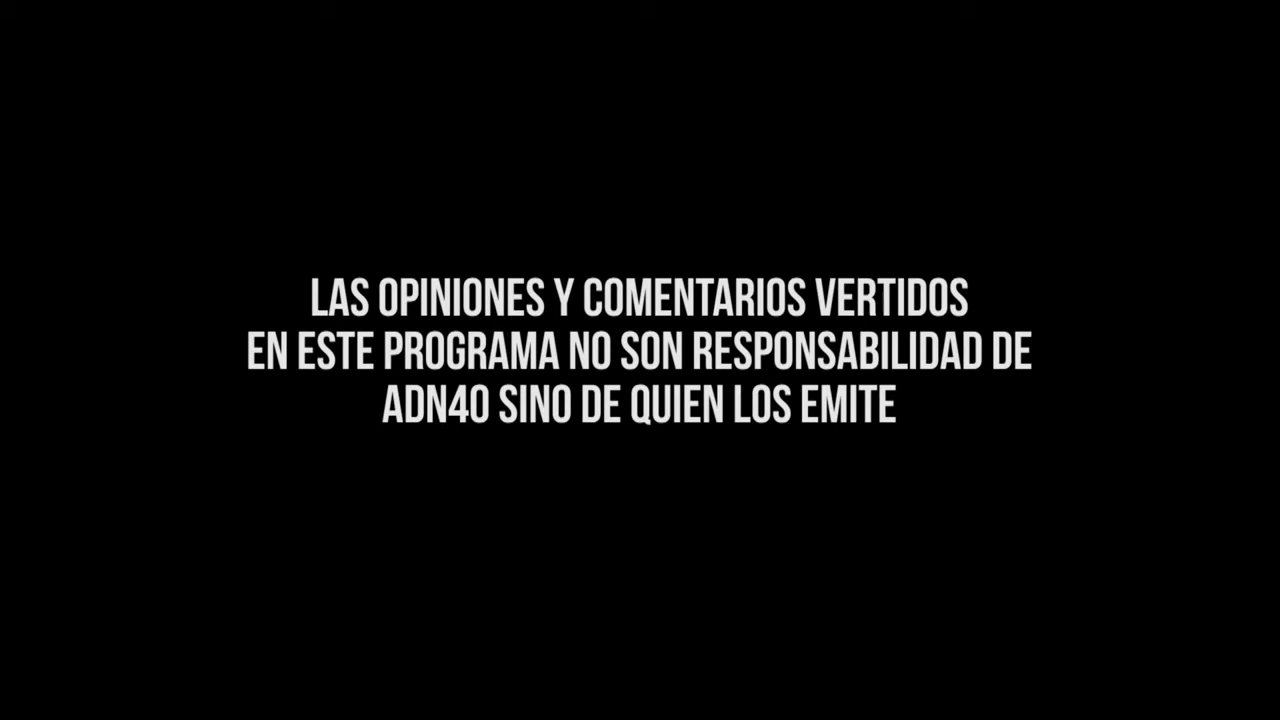 LAS OPINIONES Y COMENTARIOS VERTIDOS
EN ESTE PROGRAMA NO SON RESPONSABILIDAD DE
ADN40 SINO DE QUIEN LOS EMITE